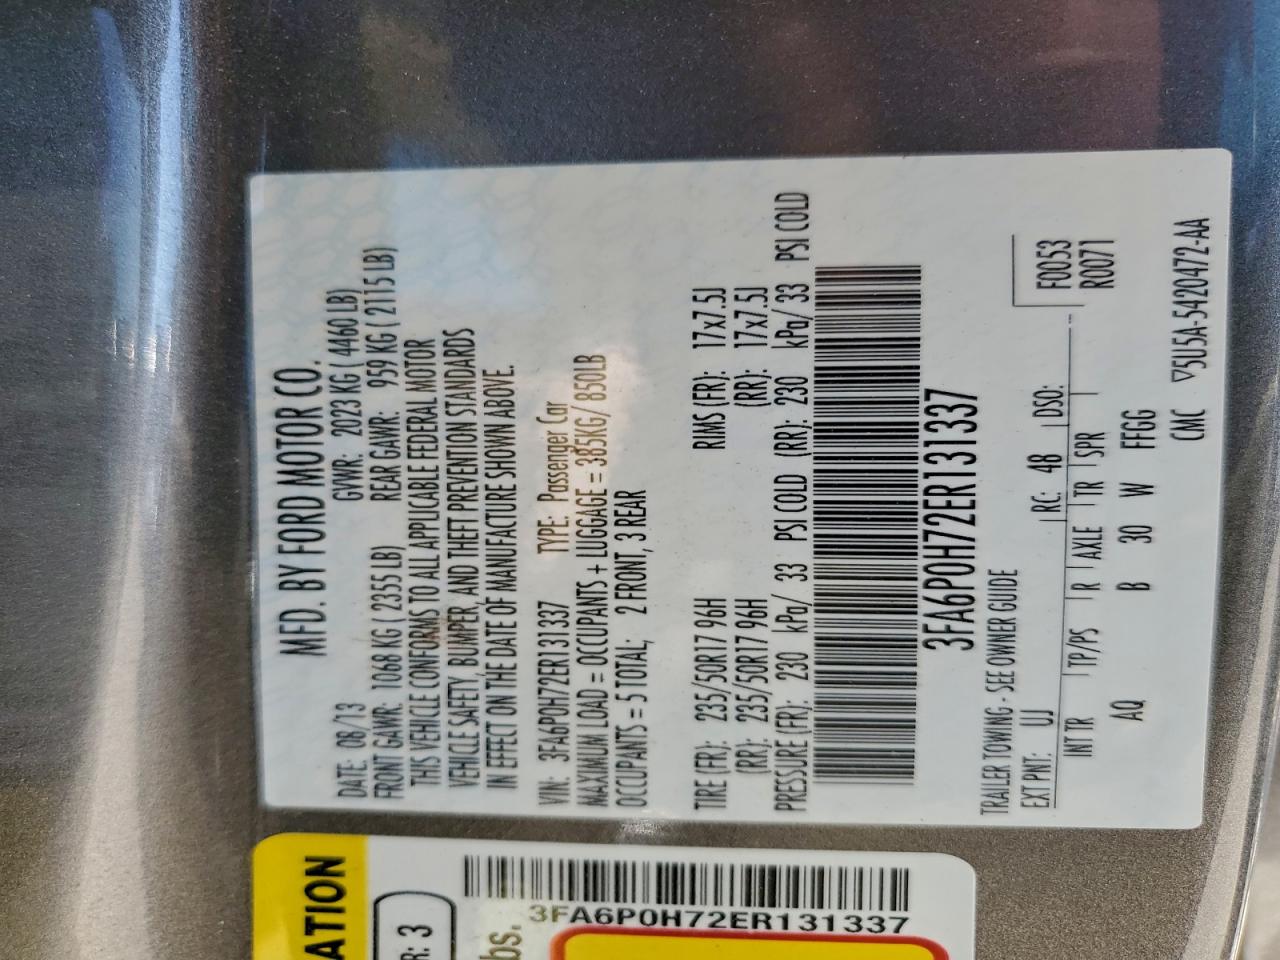 MFD. BY FORD MOTOR CO.
DATE: 08/13 GVWR: 2023 KG ( 4460 LB)
FRONT GAWR: 1068 KG ( 2355 LB) REAR GAWR: 959 KG ( 2115 LB)
THIS VEHICLE CONFORMS TO ALL APPLICABLE FEDERAL MOTOR
VEHICLE SAFETY, BUMPER, AND THEFT PREVENTION STANDARDS
IN EFFECT ON THE DATE OF MANUFACTURE SHOWN ABOVE.
VIN: 3FA6P0H72ER131337 TYPE: Passenger Car
MAXIMUM LOAD = OCCUPANTS + LUGGAGE = 385KG/ 850LB
OCCUPANTS = 5 TOTAL; 2 FRONT, 3 REAR
TIRE (FR): 235/50R17 96H RIMS (FR): 17x7.5J
(RR): 235/50R17 96H (RR): 17x7.5J
PRESSURE (FR): 230 kPa/ 33 PSI COLD (RR): 230 kPa/ 33 PSI COLD
3FA6P0H72ER131337
TRAILER TOWING - SEE OWNER GUIDE
EXT PNT: UJ RC: 48 DSO: F0053
INT TR TP/PS R AXLE TR SPR R0071
AQ B 30 W FFGG
CMC ▽5U5A-5420472-AA
ATION
R: 3
bs.
3FA6P0H72ER131337